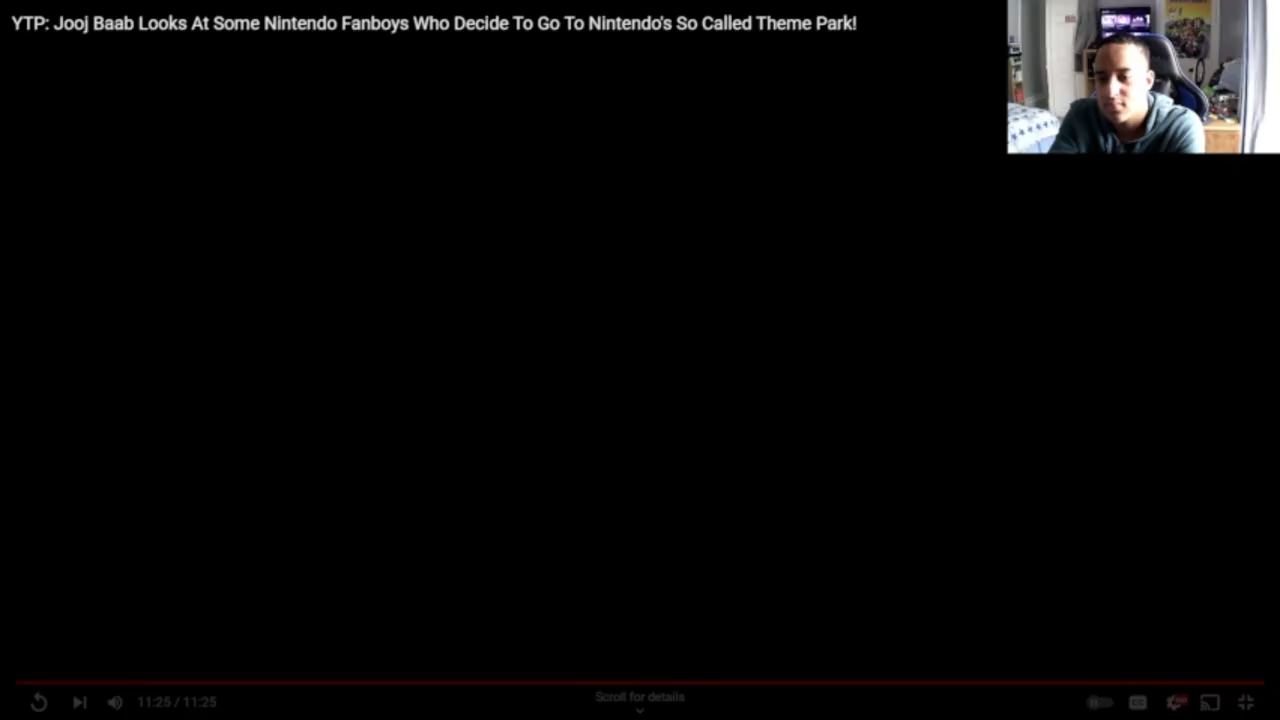 YTP: Jooj Baab Looks At Some Nintendo Fanboys Who Decide To Go To Nintendo's So Called Theme Park!
11:25 / 11:25
Scroll for details